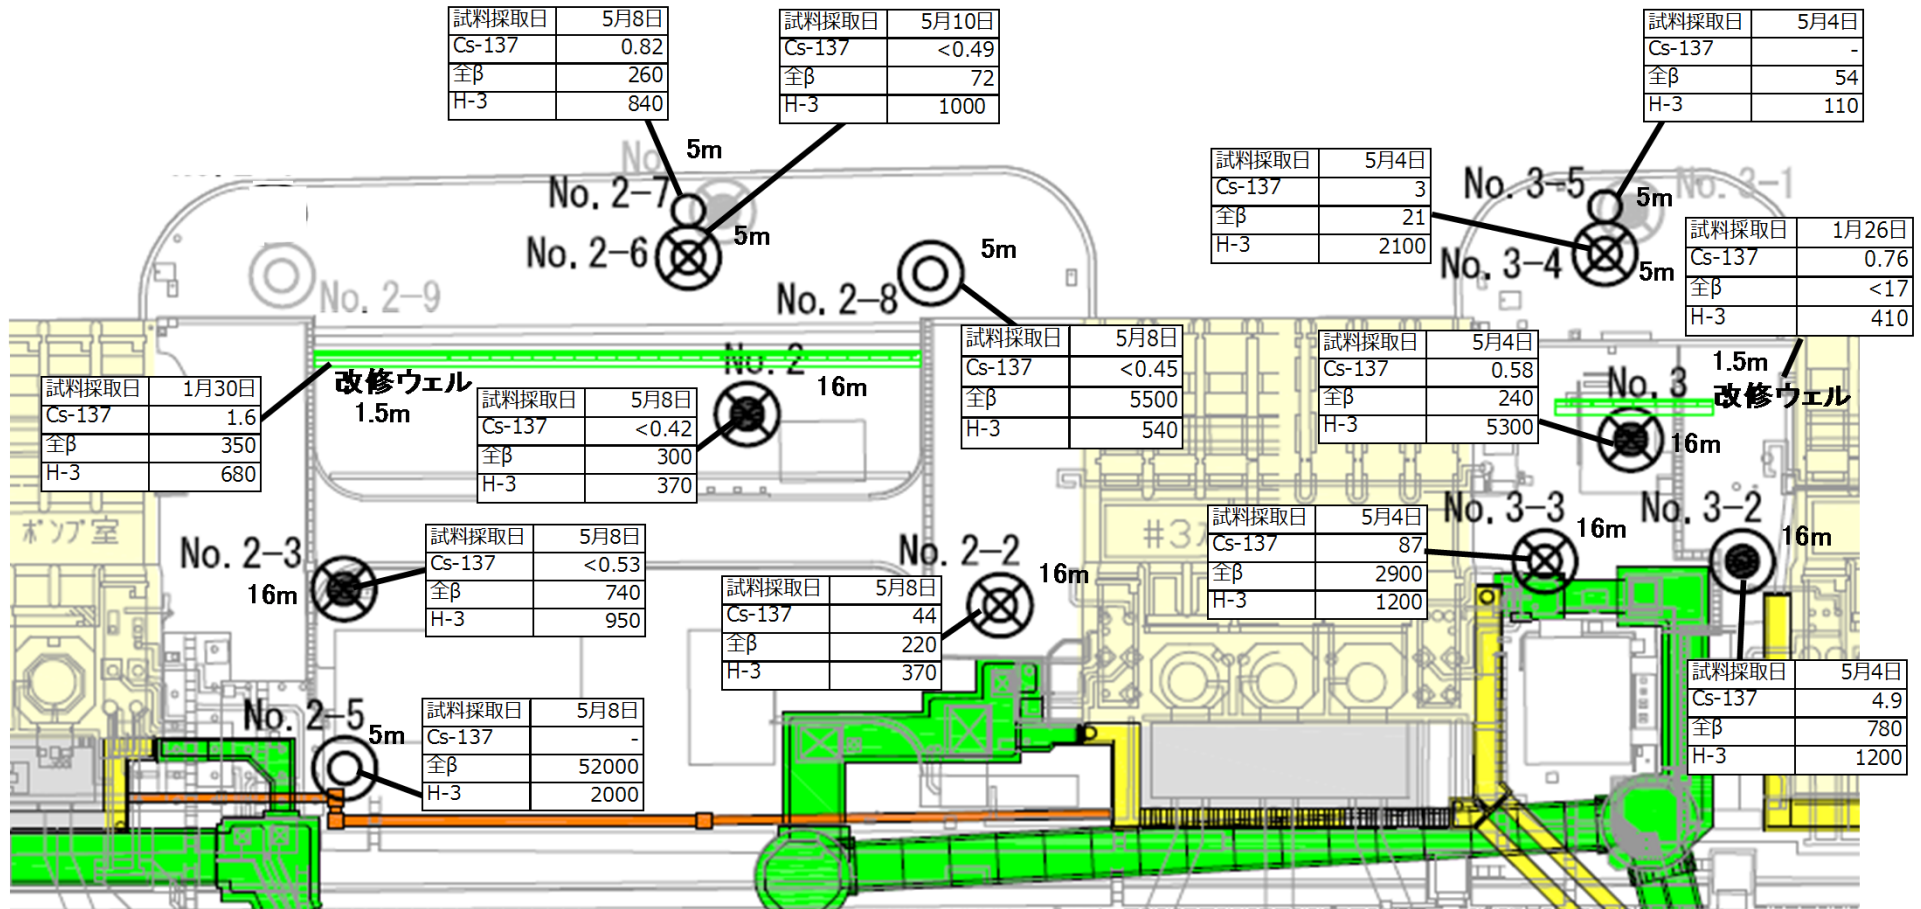 試料採取日 5月8日
Cs-137 0.82
全β 260
H-3 840
試料採取日 5月10日
Cs-137 <0.49
全β 72
H-3 1000
試料採取日 5月4日
Cs-137 -
全β 54
H-3 110
No
5m
No. 2-7
5m
No. 2-6
5m
No. 2-8
No. 2-9
試料採取日 5月4日
Cs-137 3
全β 21
H-3 2100
No. 3-5
5m
No. 3-1
No. 3-4
5m
試料採取日 1月26日
Cs-137 0.76
全β <17
H-3 410
1.5m
改修ウェル
試料採取日 1月30日
Cs-137 1.6
全β 350
H-3 680
改修ウェル
1.5m
No. 2
16m
試料採取日 5月8日
Cs-137 <0.42
全β 300
H-3 370
試料採取日 5月8日
Cs-137 <0.45
全β 5500
H-3 540
試料採取日 5月4日
Cs-137 0.58
全β 240
H-3 5300
No. 3
16m
ポンプ室
No. 2-3
16m
試料採取日 5月8日
Cs-137 <0.53
全β 740
H-3 950
No. 2-2
16m
試料採取日 5月8日
Cs-137 44
全β 220
H-3 370
#3
試料採取日 5月4日
Cs-137 87
全β 2900
H-3 1200
No. 3-3
16m
No. 3-2
16m
試料採取日 5月4日
Cs-137 4.9
全β 780
H-3 1200
No. 2-5
5m
試料採取日 5月8日
Cs-137 -
全β 52000
H-3 2000